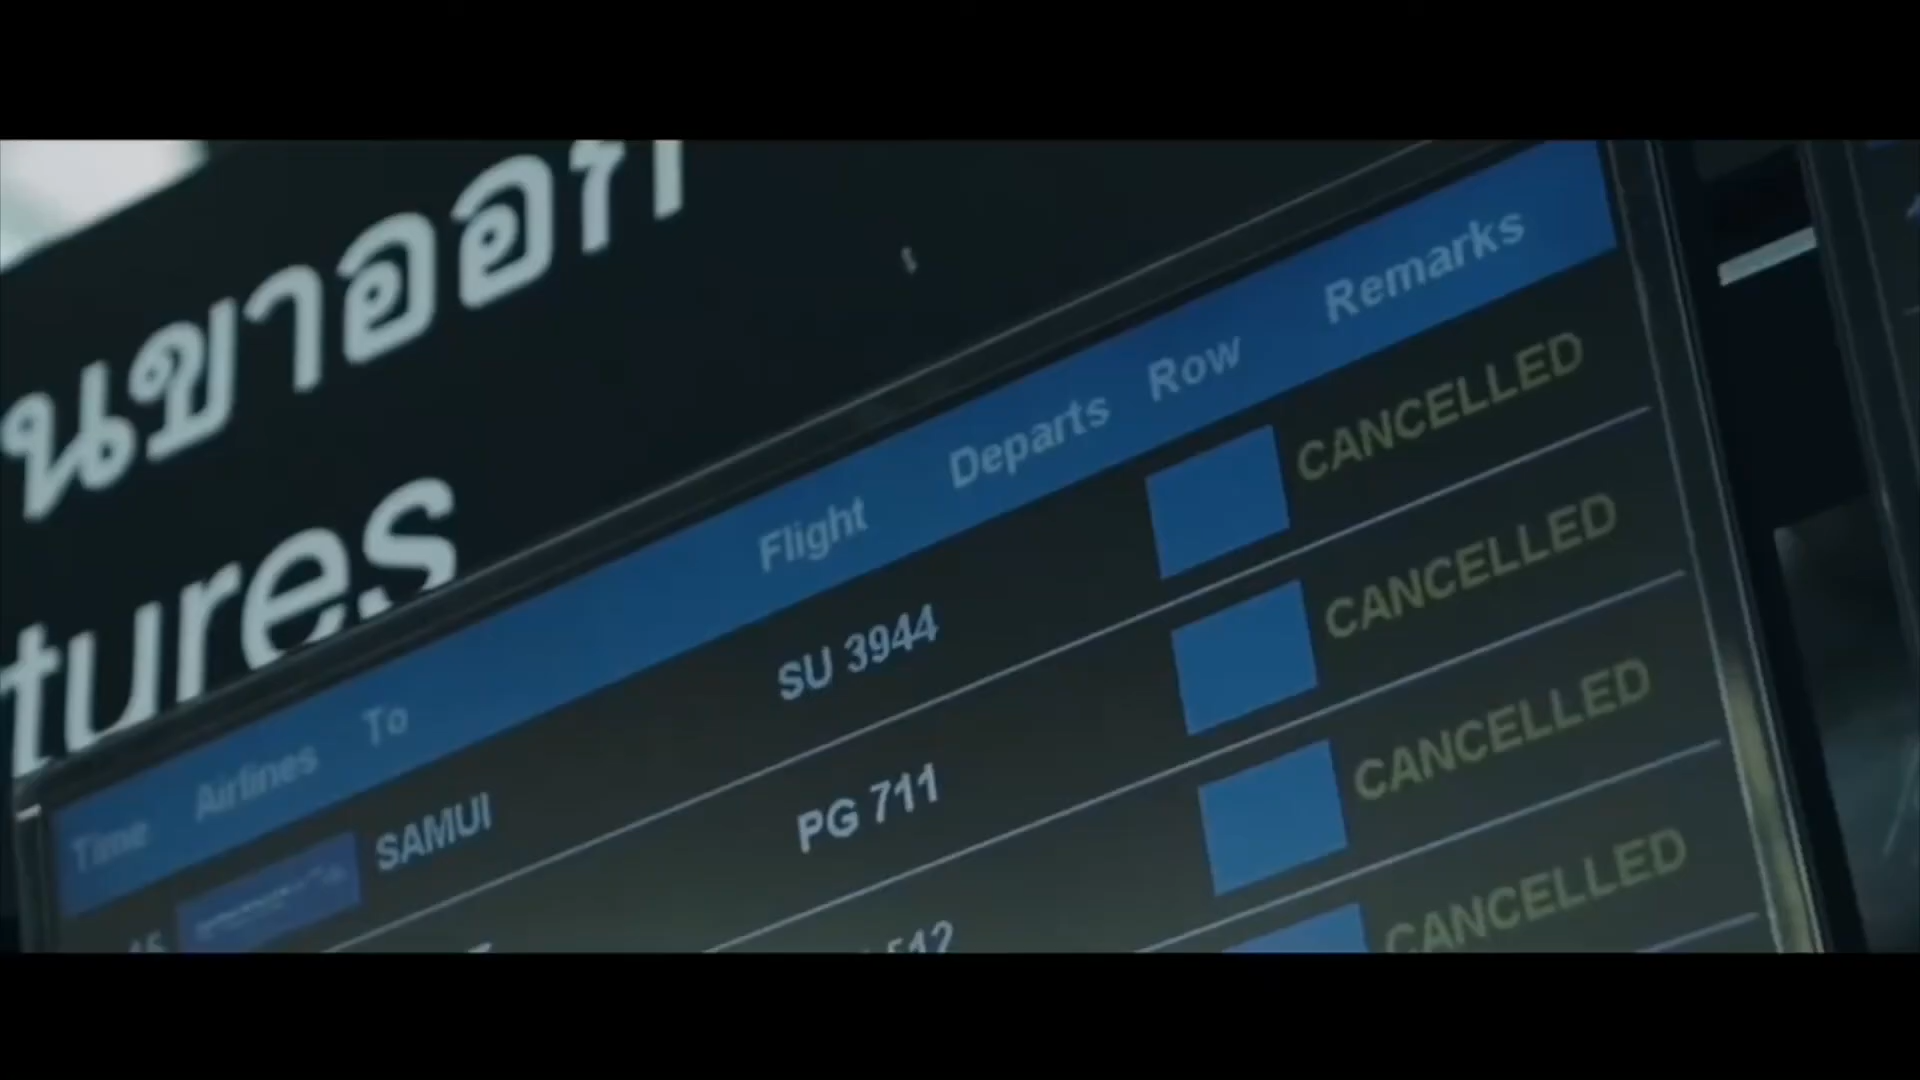 นขาออก
tures
Time Airlines To Flight Departs Row Remarks
SAMUI SU 3944 CANCELLED
PG 711 CANCELLED
512 CANCELLED
CANCELLED